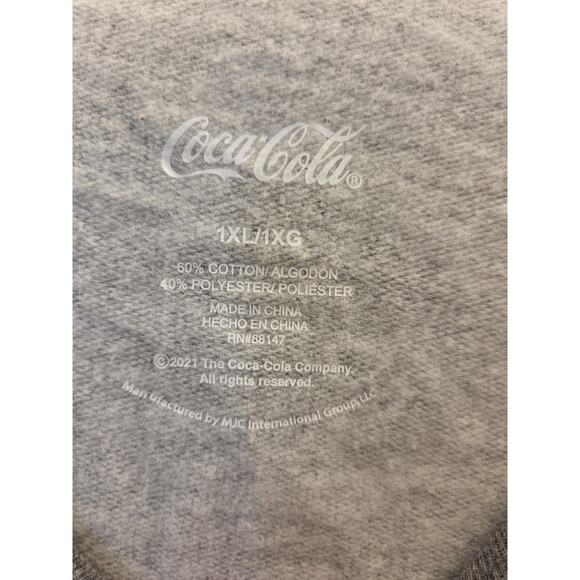 Coca-Cola®
1XL/1XG
60% COTTON/ ALGODÓN
40% POLYESTER/ POLIÉSTER
MADE IN CHINA
HECHO EN CHINA
RN#88147
©2021 The Coca-Cola Company.
All rights reserved.
Manufactured by MJC International Group, LLC